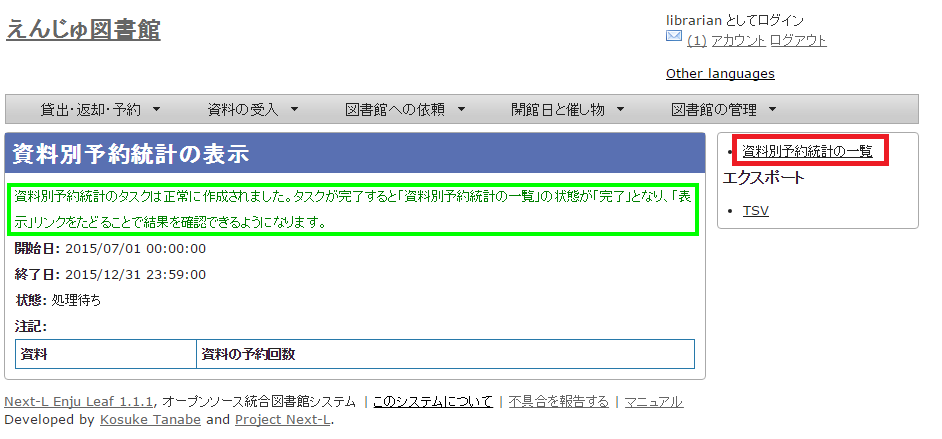 えんじゅ図書館
librarian としてログイン
(1) アカウント ログアウト
Other languages
貸出・返却・予約 資料の受入 図書館への依頼 開館日と催し物 図書館の管理
資料別予約統計の表示
資料別予約統計のタスクは正常に作成されました。タスクが完了すると「資料別予約統計の一覧」の状態が「完了」となり、「表
示」リンクをたどることで結果を確認できるようになります。
開始日: 2015/07/01 00:00:00
終了日: 2015/12/31 23:59:00
状態: 処理待ち
注記:
資料 資料の予約回数
資料別予約統計の一覧
エクスポート
TSV
Next-L Enju Leaf 1.1.1, オープンソース統合図書館システム | このシステムについて | 不具合を報告する | マニュアル
Developed by Kosuke Tanabe and Project Next-L.